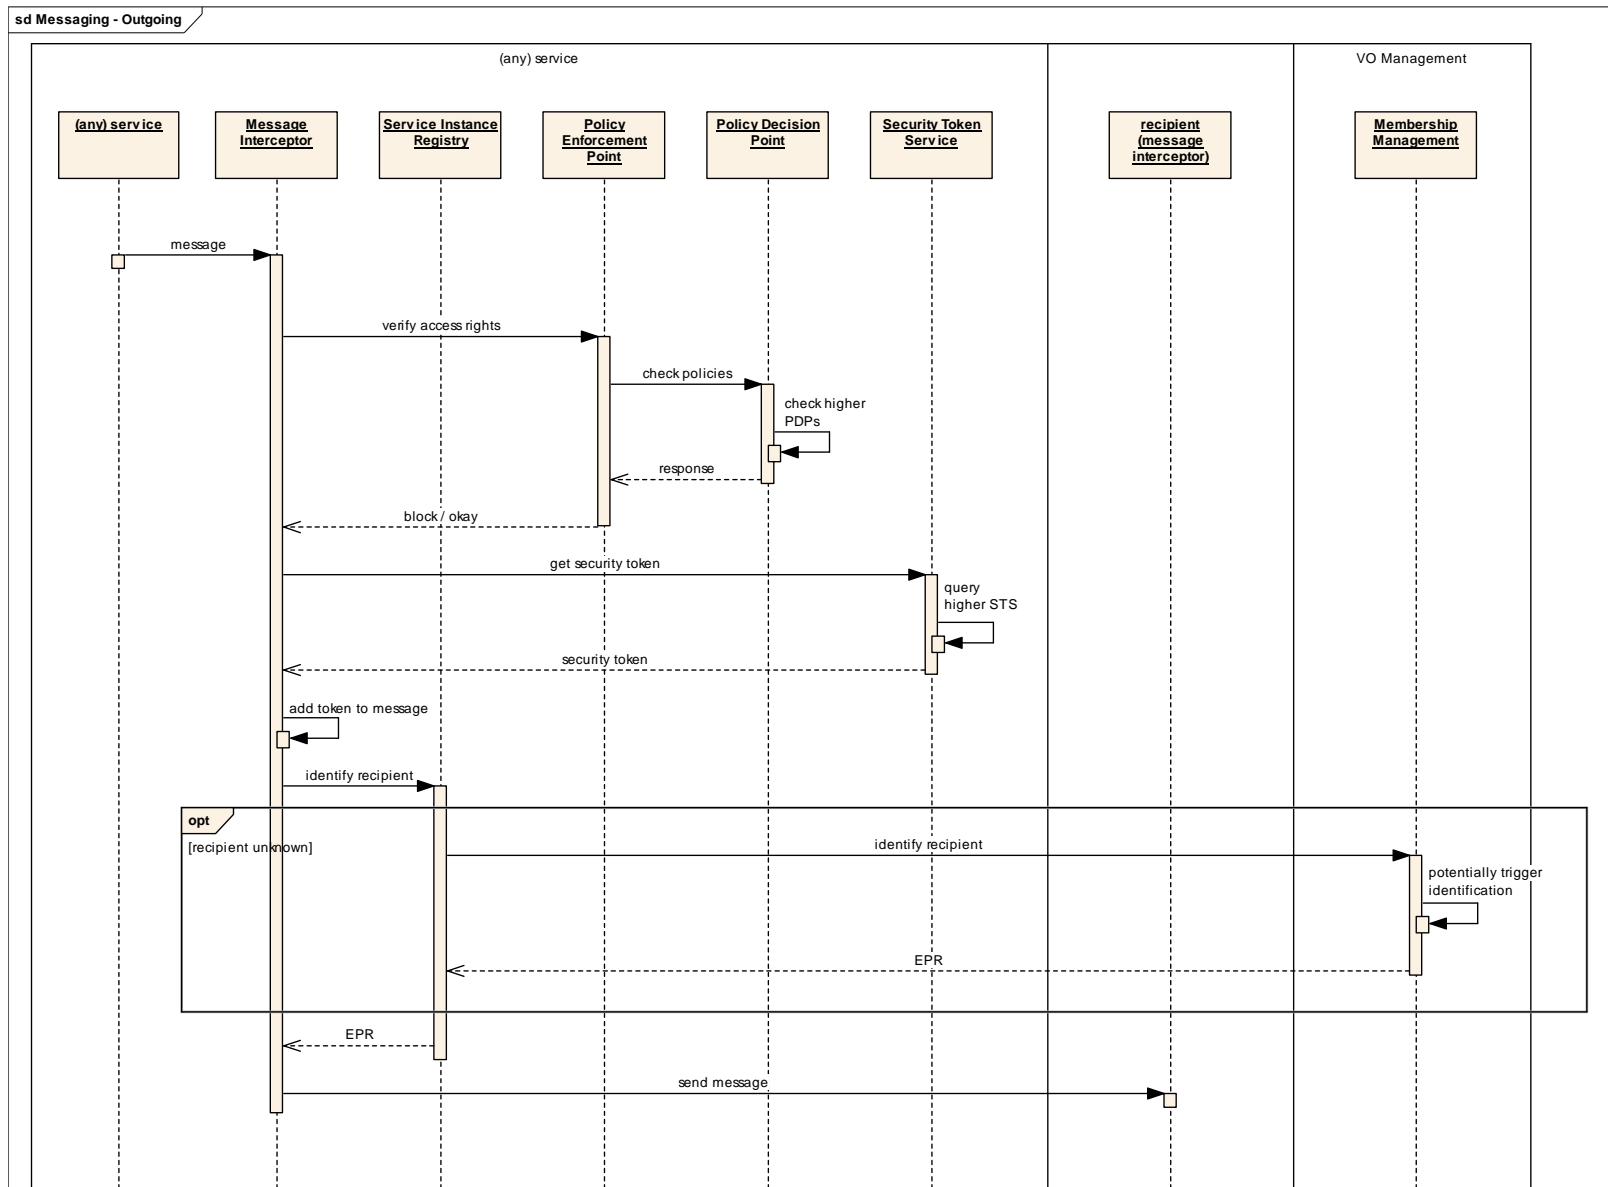 sd Messaging - Outgoing
(any) service
VO Management
(any) service
Message
Interceptor
Service Instance
Registry
Policy
Enforcement
Point
Policy Decision
Point
Security Token
Service
recipient
(message
interceptor)
Membership
Management
message
verify access rights
check policies
check higher
PDPs
response
block / okay
get security token
query
higher STS
security token
add token to message
identify recipient
opt
[recipient unknown]
identify recipient
potentially trigger
identification
EPR
EPR
send message